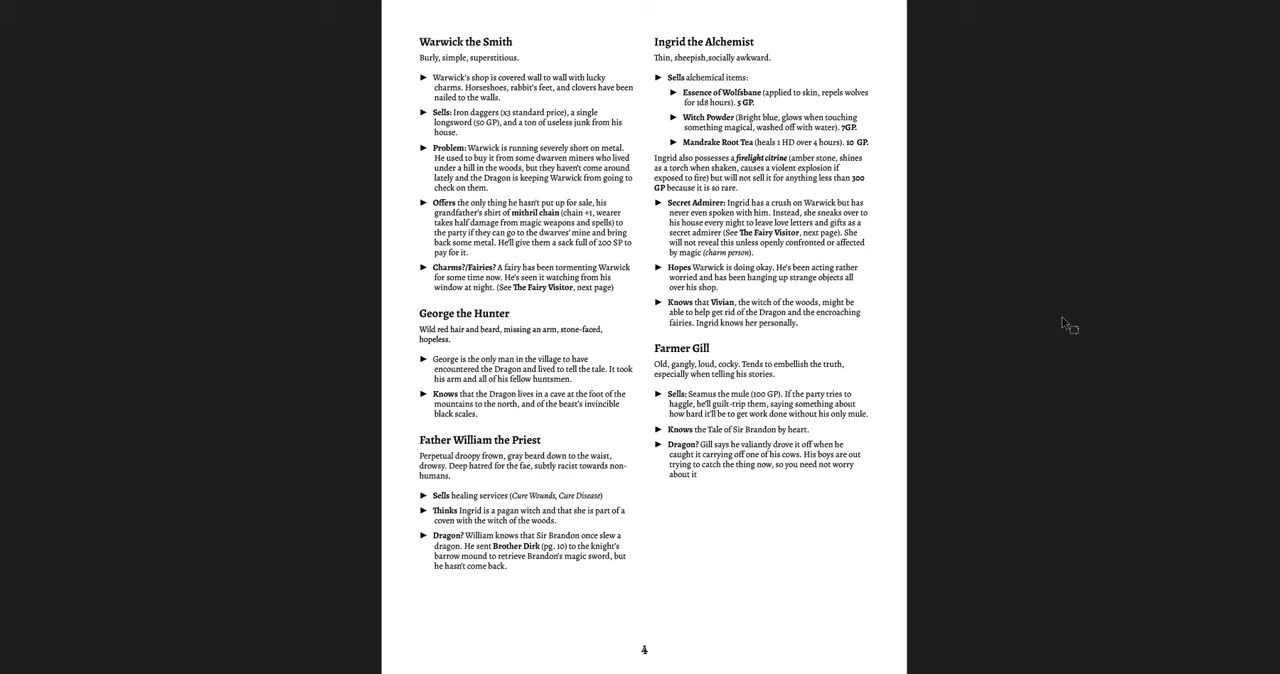 Warwick the Smith
Burly, simple, superstitious.
► Warwick's shop is covered wall to wall with lucky
charms. Horseshoes, rabbit's feet, and clovers have been
nailed to the walls.
► Sells: Iron daggers (x3 standard price), a single
longsword (50 GP), and a ton of useless junk from his
house.
► Problem: Warwick is running severely short on metal.
He used to buy it from some dwarven miners who lived
under a hill in the woods, but they haven't come around
lately and the Dragon is keeping Warwick from going to
check on them.
► Offers the only thing he hasn't put up for sale, his
grandfather's shirt of mithril chain (chain +1, wearer
takes half damage from magic weapons and spells) to
the party if they can go to the dwarves' mine and bring
back some metal. He'll give them a sack full of 200 SP to
pay for it.
► Charms?/Fairies? A fairy has been tormenting Warwick
for some time now. He's seen it watching from his
window at night. (See The Fairy Visitor, next page)
George the Hunter
Wild red hair and beard, missing an arm, stone-faced,
hopeless.
► George is the only man in the village to have
encountered the Dragon and lived to tell the tale. It took
his arm and all of his fellow huntsmen.
► Knows that the Dragon lives in a cave at the foot of the
mountains to the north, and of the beast's invincible
black scales.
Father William the Priest
Perpetual droopy frown, gray beard down to the waist,
drowsy. Deep hatred for the fae, subtly racist towards non-
humans.
► Sells healing services (Cure Wounds, Cure Disease)
► Thinks Ingrid is a pagan witch and that she is part of a
coven with the witch of the woods.
► Dragon? William knows that Sir Brandon once slew a
dragon. He sent Brother Dirk (pg. 10) to the knight's
barrow mound to retrieve Brandon's magic sword, but
he hasn't come back.
Ingrid the Alchemist
Thin, sheepish,socially awkward.
► Sells alchemical items:
► Essence of Wolfsbane (applied to skin, repels wolves
for 1d8 hours). 5 GP.
► Witch Powder (Bright blue, glows when touching
something magical, washed off with water). 7GP.
► Mandrake Root Tea (heals 1 HD over 4 hours). 10 GP.
Ingrid also possesses a firelight citrine (amber stone, shines
as a torch when shaken, causes a violent explosion if
exposed to fire) but will not sell it for anything less than 300
GP because it is so rare.
► Secret Admirer: Ingrid has a crush on Warwick but has
never even spoken with him. Instead, she sneaks over to
his house every night to leave love letters and gifts as a
secret admirer (See The Fairy Visitor, next page). She
will not reveal this unless openly confronted or affected
by magic (charm person).
► Hopes Warwick is doing okay. He's been acting rather
worried and has been hanging up strange objects all
over his shop.
► Knows that Vivian, the witch of the woods, might be
able to help get rid of the Dragon and the encroaching
fairies. Ingrid knows her personally.
Farmer Gill
Old, gangly, loud, cocky. Tends to embellish the truth,
especially when telling his stories.
► Sells: Seamus the mule (100 GP). If the party tries to
haggle, he'll guilt-trip them, saying something about
how hard it'll be to get work done without his only mule.
► Knows the Tale of Sir Brandon by heart.
► Dragon? Gill says he valiantly drove it off when he
caught it carrying off one of his cows. His boys are out
trying to catch the thing now, so you need not worry
about it
4